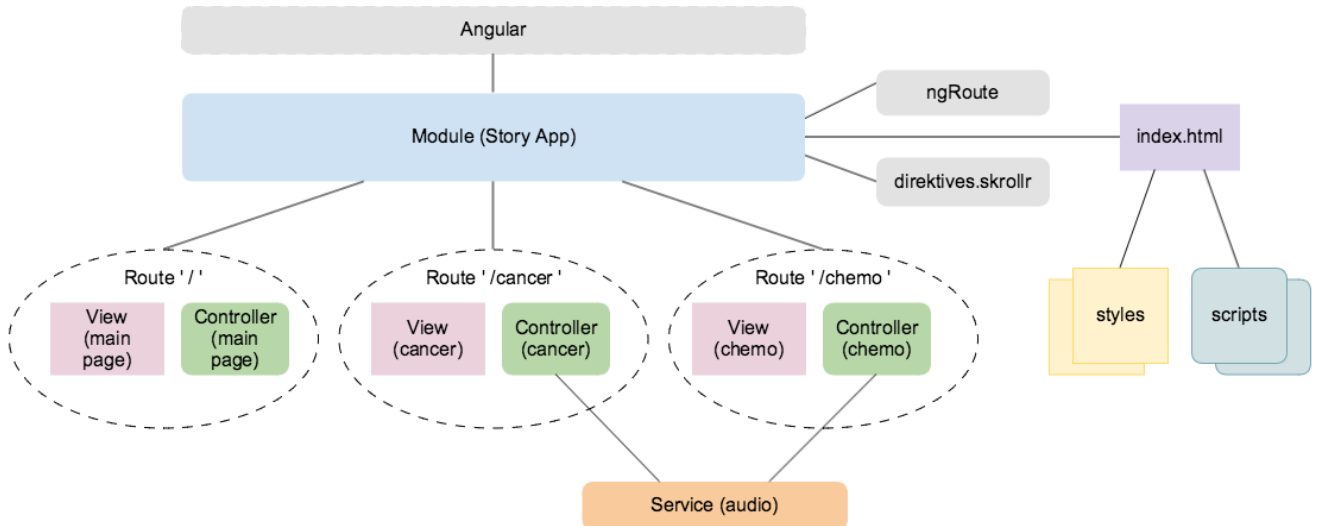 Angular
Module (Story App)
ngRoute
index.html
direktives.skrollr
Route ' / '
View
(main
page)
Controller
(main
page)
Route ' /cancer '
View
(cancer)
Controller
(cancer)
Route ' /chemo '
View
(chemo)
Controller
(chemo)
styles
scripts
Service (audio)